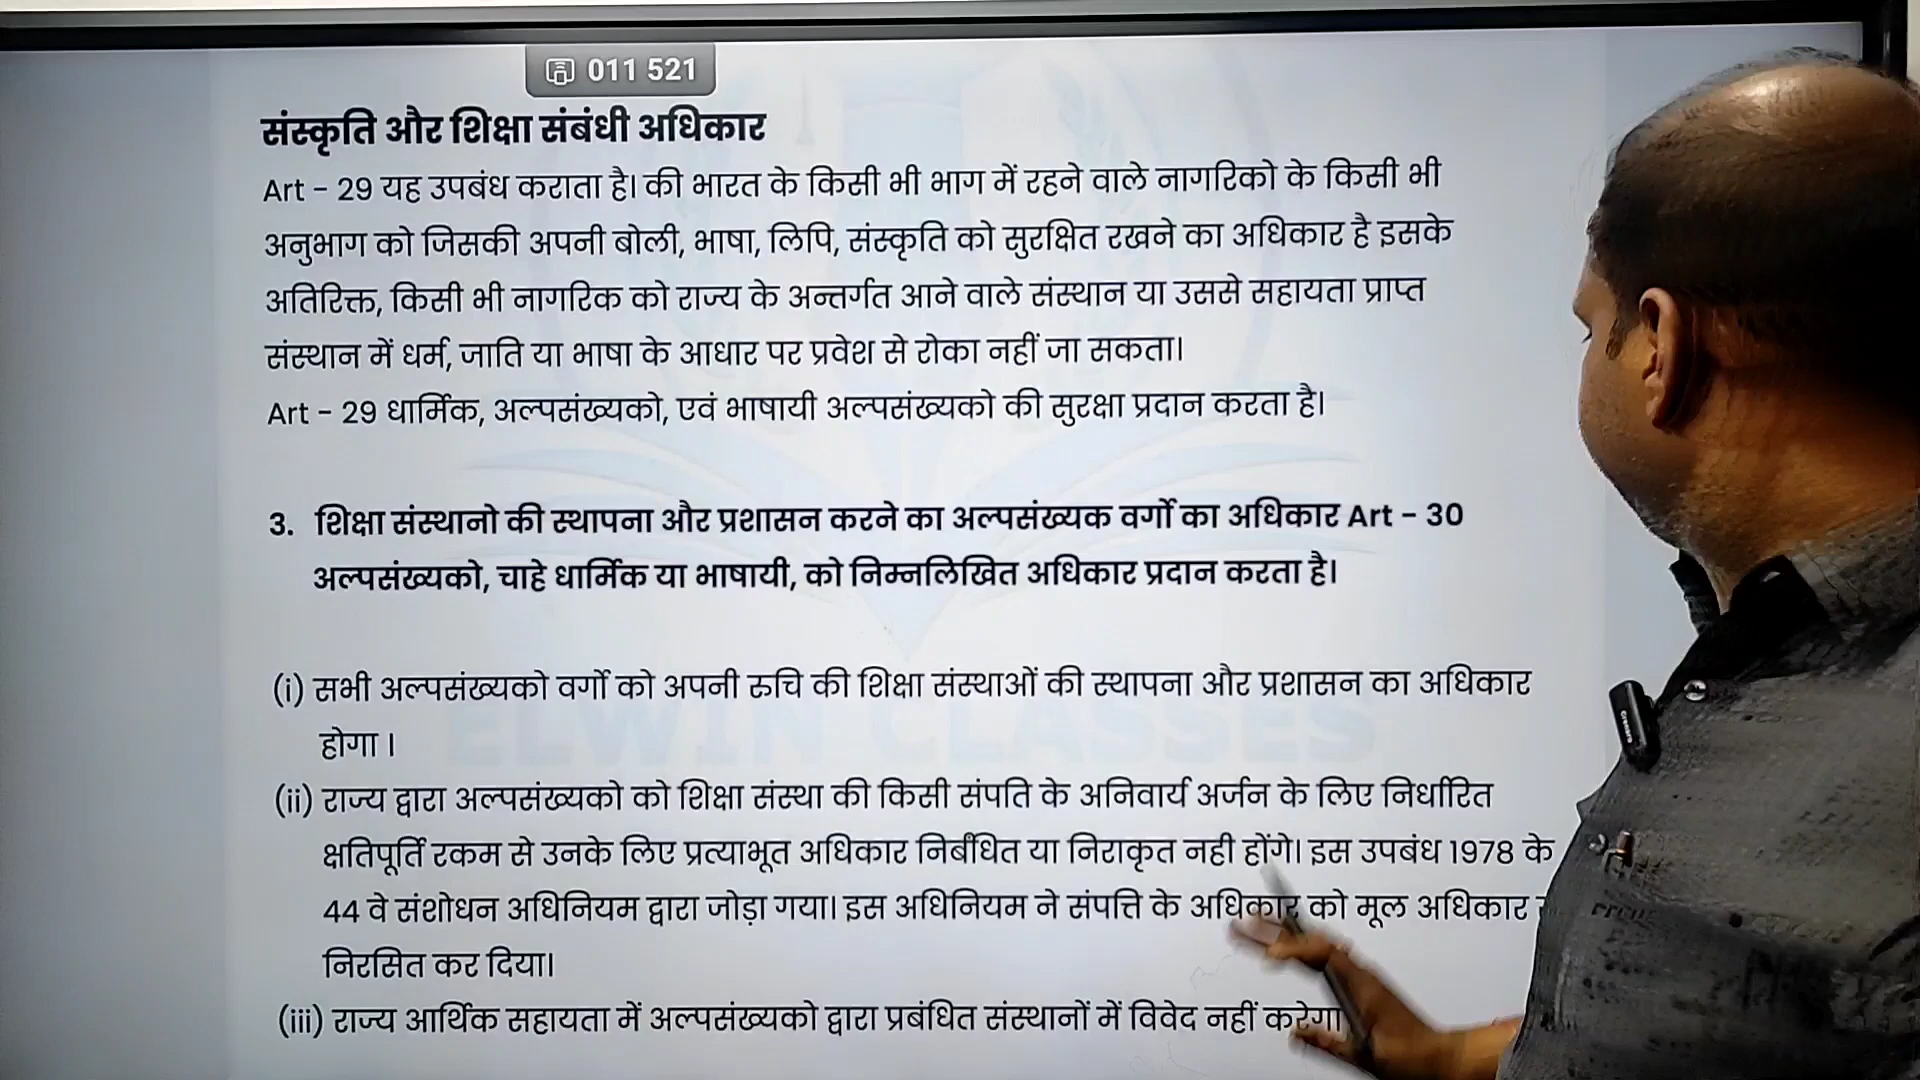 011 521
संस्कृति और शिक्षा संबंधी अधिकार
Art - 29 यह उपबंध कराता है। की भारत के किसी भी भाग में रहने वाले नागरिको के किसी भी
अनुभाग को जिसकी अपनी बोली, भाषा, लिपि, संस्कृति को सुरक्षित रखने का अधिकार है इसके
अतिरिक्त, किसी भी नागरिक को राज्य के अन्तर्गत आने वाले संस्थान या उससे सहायता प्राप्त
संस्थान में धर्म, जाति या भाषा के आधार पर प्रवेश से रोका नहीं जा सकता।
Art - 29 धार्मिक, अल्पसंख्यको, एवं भाषायी अल्पसंख्यको की सुरक्षा प्रदान करता है।
3. शिक्षा संस्थानो की स्थापना और प्रशासन करने का अल्पसंख्यक वर्गो का अधिकार Art - 30
अल्पसंख्यको, चाहे धार्मिक या भाषायी, को निम्नलिखित अधिकार प्रदान करता है।
(i) सभी अल्पसंख्यको वर्गो को अपनी रुचि की शिक्षा संस्थाओं की स्थापना और प्रशासन का अधिकार
होगा ।
ELWIN CLASSES
(ii) राज्य द्वारा अल्पसंख्यको को शिक्षा संस्था की किसी संपति के अनिवार्य अर्जन के लिए निर्धारित
क्षतिपूर्ति रकम से उनके लिए प्रत्याभूत अधिकार निर्बंधित या निराकृत नही होंगे। इस उपबंध 1978 के
44 वे संशोधन अधिनियम द्वारा जोड़ा गया। इस अधिनियम ने संपत्ति के अधिकार को मूल अधिकार
निरसित कर दिया।
(iii) राज्य आर्थिक सहायता में अल्पसंख्यको द्वारा प्रबंधित संस्थानों में विवेद नहीं करेगा